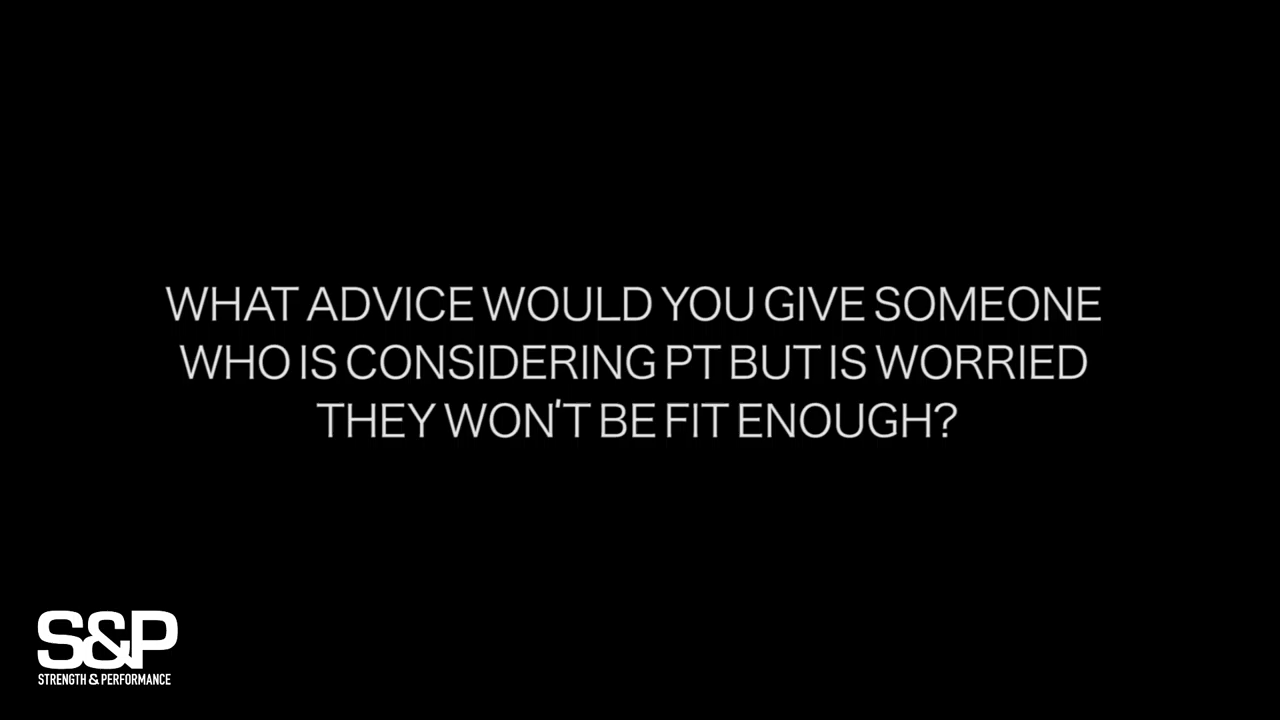 WHAT ADVICE WOULD YOU GIVE SOMEONE
WHO IS CONSIDERING PT BUT IS WORRIED
THEY WON'T BE FIT ENOUGH?
S&P
STRENGTH & PERFORMANCE